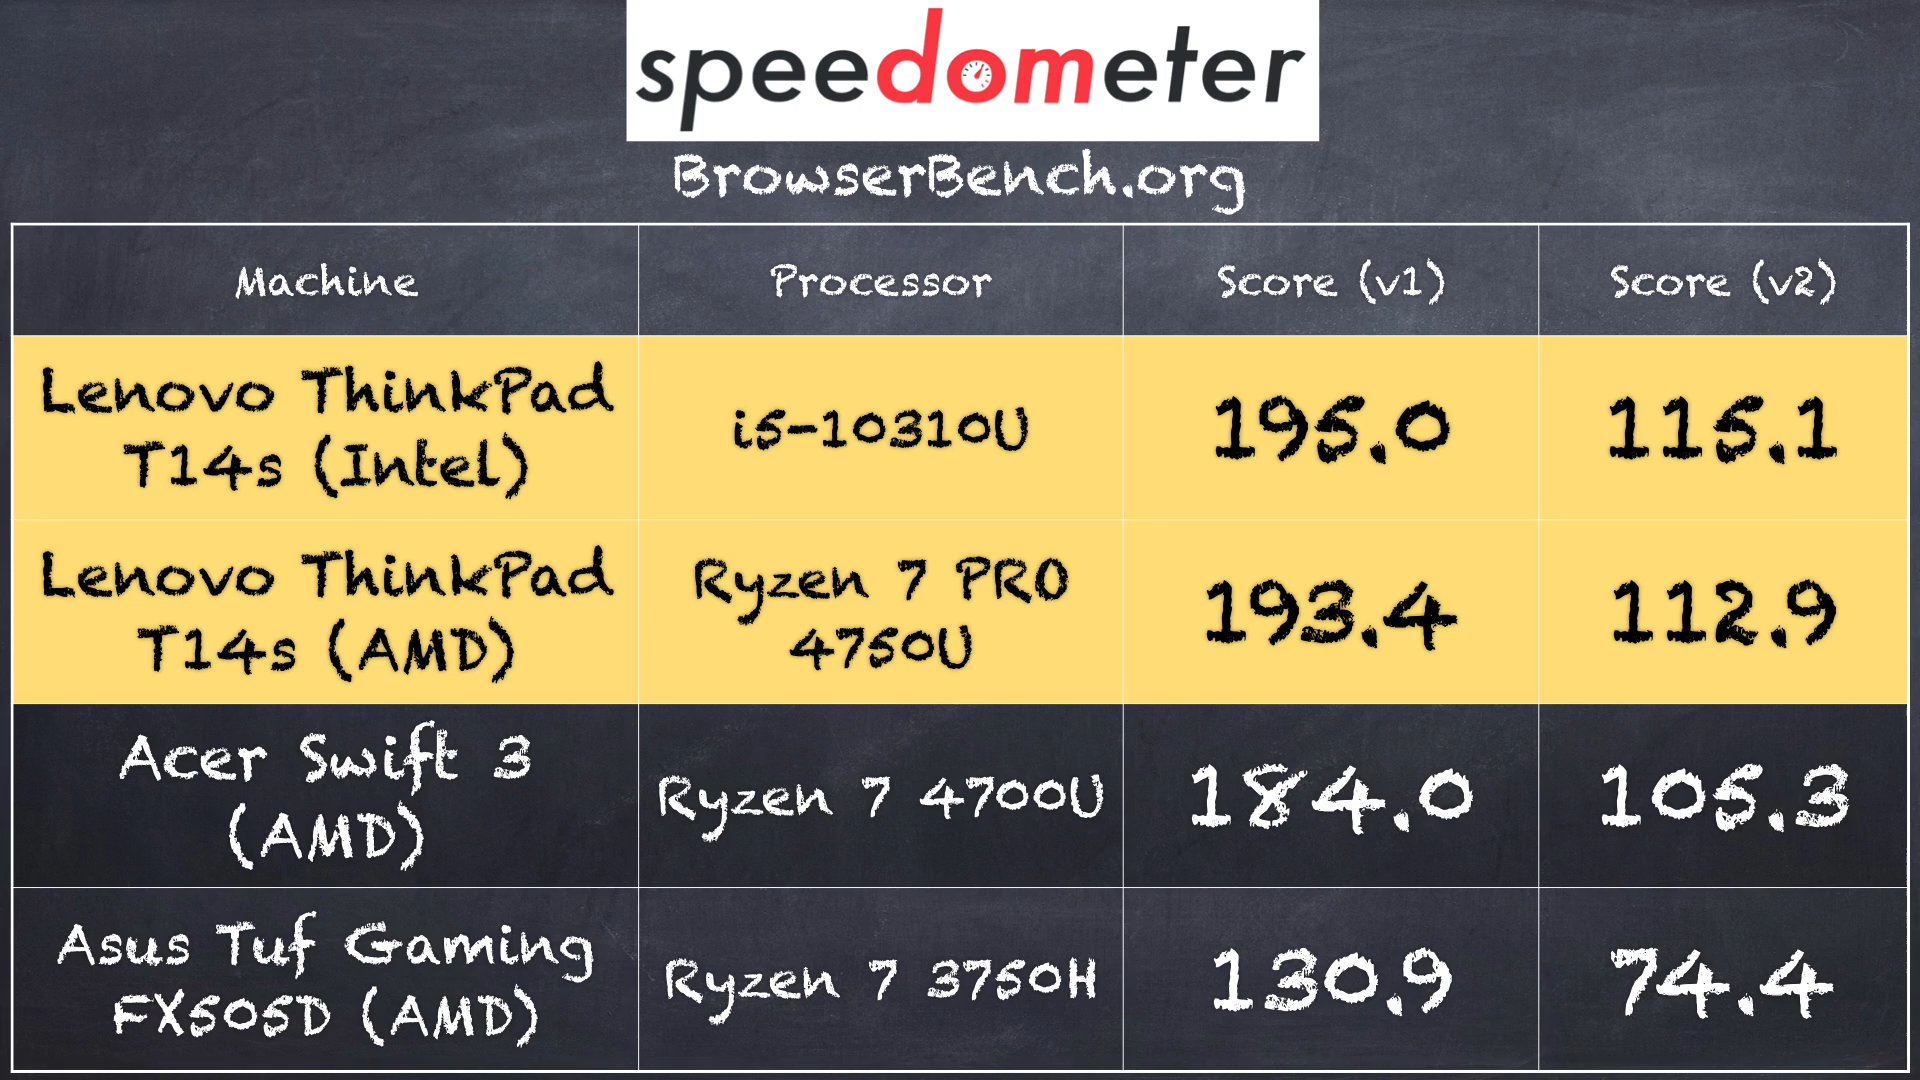 speedometer
BrowserBench.org
Machine Processor Score (v1) Score (v2)
Lenovo ThinkPad
T14s (Intel)
i5-10310U
195.0
115.1
Lenovo ThinkPad
T14s (AMD)
Ryzen 7 PRO
4750U
193.4
112.9
Acer Swift 3
(AMD)
Ryzen 7 4700U
184.0
105.3
Asus Tuf Gaming
FX505D (AMD)
Ryzen 7 3750H
130.9
74.4